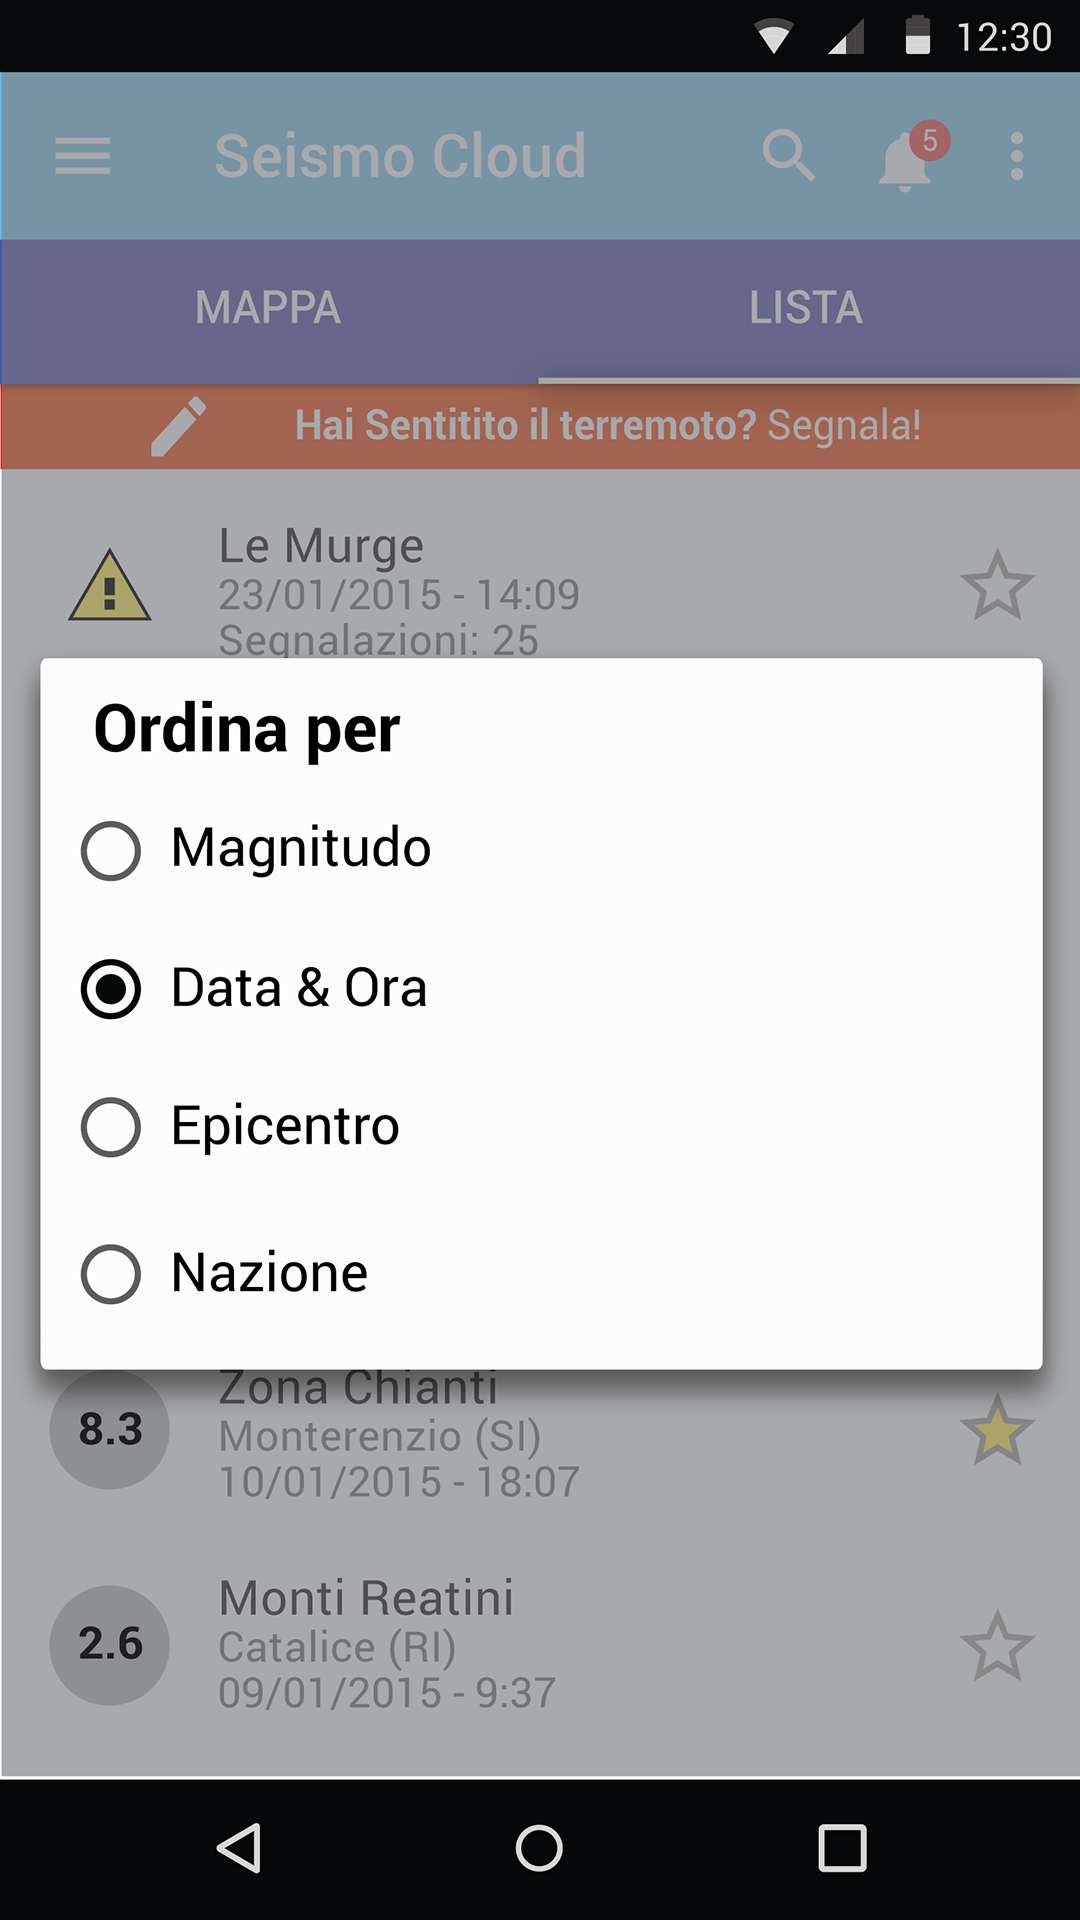 12:30
Seismo Cloud
5
MAPPA
LISTA
Hai Sentitito il terremoto? Segnala!
Le Murge
23/01/2015 - 14:09
Segnalazioni: 25
Ordina per
Magnitudo
Data & Ora
Epicentro
Nazione
Zona Chianti
8.3
Monterenzio (SI)
10/01/2015 - 18:07
Monti Reatini
2.6
Catalice (RI)
09/01/2015 - 9:37